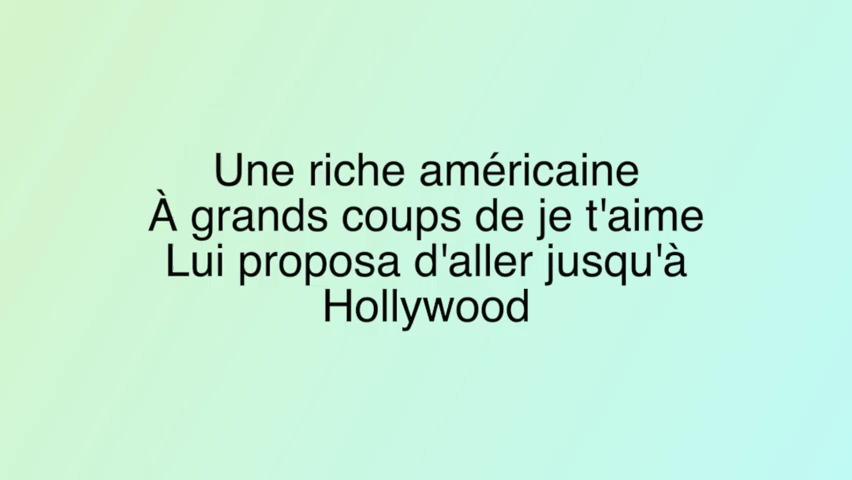 Une riche américaine
À grands coups de je t'aime
Lui proposa d'aller jusqu'à
Hollywood